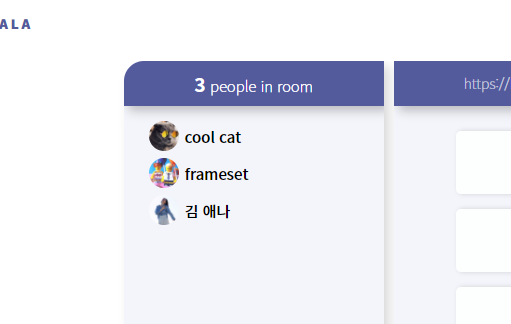 ALA
3 people in room
https://
cool cat
frameset
김 애나